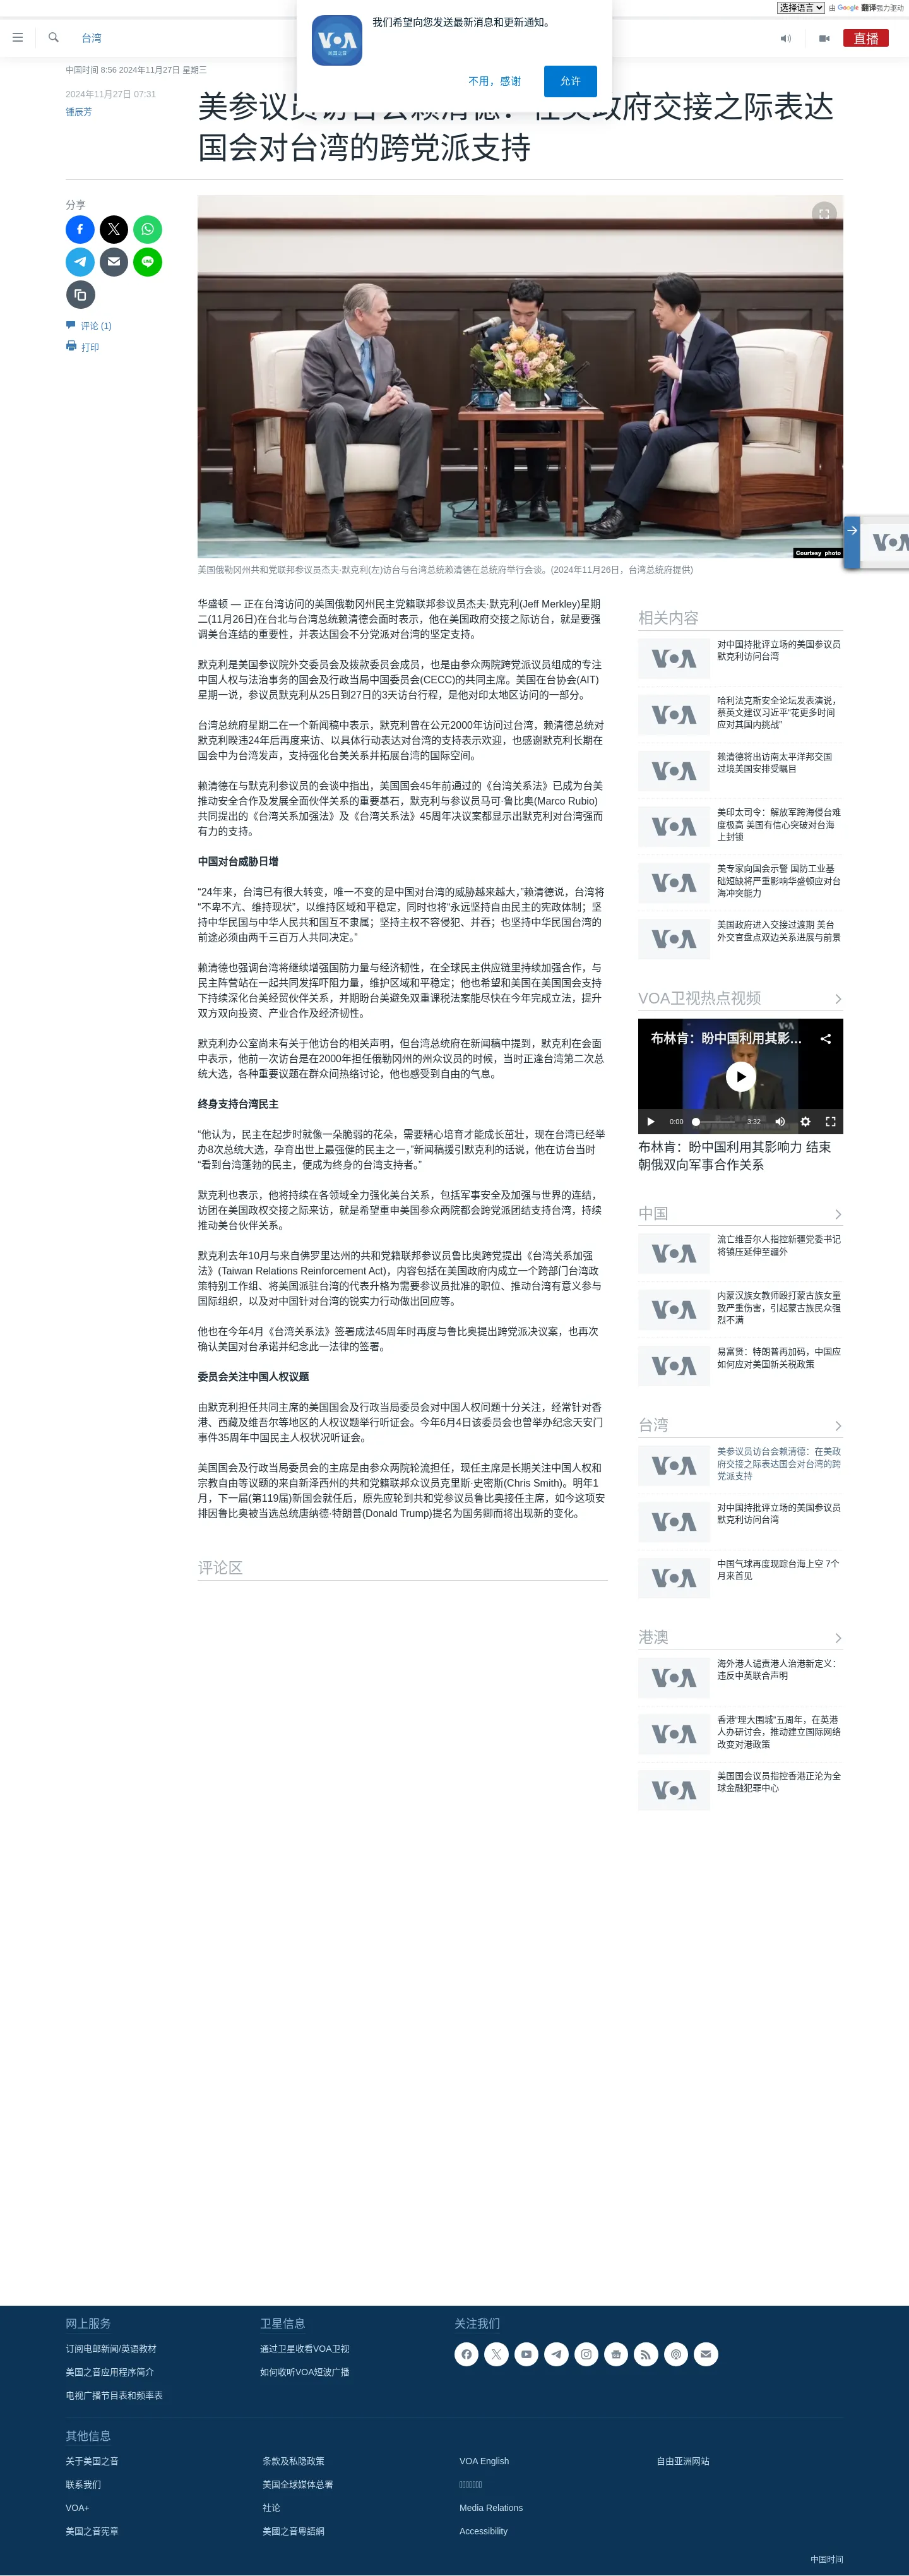 选择语言
由 Google 翻译强力驱动
台湾
直播
VOA
美国之音
我们希望向您发送最新消息和更新通知。
不用，感谢
允许
中国时间 8:56 2024年11月27日 星期三
2024年11月27日 07:31
锺辰芳
美参议员访台会赖清德：在美政府交接之际表达
国会对台湾的跨党派支持
分享
评论 (1)
打印
Courtesy photo
美国俄勒冈州共和党联邦参议员杰夫·默克利(左)访台与台湾总统赖清德在总统府举行会谈。(2024年11月26日，台湾总统府提供)
华盛顿 — 正在台湾访问的美国俄勒冈州民主党籍联邦参议员杰夫·默克利(Jeff Merkley)星期
二(11月26日)在台北与台湾总统赖清德会面时表示，他在美国政府交接之际访台，就是要强
调美台连结的重要性，并表达国会不分党派对台湾的坚定支持。
默克利是美国参议院外交委员会及拨款委员会成员，也是由参众两院跨党派议员组成的专注
中国人权与法治事务的国会及行政当局中国委员会(CECC)的共同主席。美国在台协会(AIT)
星期一说，参议员默克利从25日到27日的3天访台行程，是他对印太地区访问的一部分。
台湾总统府星期二在一个新闻稿中表示，默克利曾在公元2000年访问过台湾，赖清德总统对
默克利暌违24年后再度来访、以具体行动表达对台湾的支持表示欢迎，也感谢默克利长期在
国会中为台湾发声，支持强化台美关系并拓展台湾的国际空间。
赖清德在与默克利参议员的会谈中指出，美国国会45年前通过的《台湾关系法》已成为台美
推动安全合作及发展全面伙伴关系的重要基石，默克利与参议员马可·鲁比奥(Marco Rubio)
共同提出的《台湾关系加强法》及《台湾关系法》45周年决议案都显示出默克利对台湾强而
有力的支持。
中国对台威胁日增
“24年来，台湾已有很大转变，唯一不变的是中国对台湾的威胁越来越大，”赖清德说，台湾将
“不卑不亢、维持现状”，以维持区域和平稳定，同时也将“永远坚持自由民主的宪政体制；坚
持中华民国与中华人民共和国互不隶属；坚持主权不容侵犯、并吞；也坚持中华民国台湾的
前途必须由两千三百万人共同决定。”
赖清德也强调台湾将继续增强国防力量与经济韧性，在全球民主供应链里持续加强合作，与
民主阵营站在一起共同发挥吓阻力量，维护区域和平稳定；他也希望和美国在美国国会支持
下持续深化台美经贸伙伴关系，并期盼台美避免双重课税法案能尽快在今年完成立法，提升
双方双向投资、产业合作及经济韧性。
默克利办公室尚未有关于他访台的相关声明，但台湾总统府在新闻稿中提到，默克利在会面
中表示，他前一次访台是在2000年担任俄勒冈州的州众议员的时候，当时正逢台湾第二次总
统大选，各种重要议题在群众间热络讨论，他也感受到自由的气息。
终身支持台湾民主
“他认为，民主在起步时就像一朵脆弱的花朵，需要精心培育才能成长茁壮，现在台湾已经举
办8次总统大选，孕育出世上最强健的民主之一，”新闻稿援引默克利的话说，他在访台当时
“看到台湾蓬勃的民主，便成为终身的台湾支持者。”
默克利也表示，他将持续在各领域全力强化美台关系，包括军事安全及加强与世界的连结，
访团在美国政权交接之际来访，就是希望重申美国参众两院都会跨党派团结支持台湾，持续
推动美台伙伴关系。
默克利去年10月与来自佛罗里达州的共和党籍联邦参议员鲁比奥跨党提出《台湾关系加强
法》(Taiwan Relations Reinforcement Act)，内容包括在美国政府内成立一个跨部门台湾政
策特别工作组、将美国派驻台湾的代表升格为需要参议员批准的职位、推动台湾有意义参与
国际组织，以及对中国针对台湾的锐实力行动做出回应等。
他也在今年4月《台湾关系法》签署成法45周年时再度与鲁比奥提出跨党派决议案，也再次
确认美国对台承诺并纪念此一法律的签署。
委员会关注中国人权议题
由默克利担任共同主席的美国国会及行政当局委员会对中国人权问题十分关注，经常针对香
港、西藏及维吾尔等地区的人权议题举行听证会。今年6月4日该委员会也曾举办纪念天安门
事件35周年中国民主人权状况听证会。
美国国会及行政当局委员会的主席是由参众两院轮流担任，现任主席是长期关注中国人权和
宗教自由等议题的来自新泽西州的共和党籍联邦众议员克里斯·史密斯(Chris Smith)。明年1
月，下一届(第119届)新国会就任后，原先应轮到共和党参议员鲁比奥接任主席，如今这项安
排因鲁比奥被当选总统唐纳德·特朗普(Donald Trump)提名为国务卿而将出现新的变化。
评论区
相关内容
对中国持批评立场的美国参议员
默克利访问台湾
哈利法克斯安全论坛发表演说，
蔡英文建议习近平“花更多时间
应对其国内挑战”
赖清德将出访南太平洋邦交国
过境美国安排受瞩目
美印太司令：解放军跨海侵台难
度极高 美国有信心突破对台海
上封锁
美专家向国会示警 国防工业基
础短缺将严重影响华盛顿应对台
海冲突能力
美国政府进入交接过渡期 美台
外交官盘点双边关系进展与前景
VOA卫视热点视频
布林肯：盼中国利用其影...
0:00
3:32
布林肯：盼中国利用其影响力 结束
朝俄双向军事合作关系
中国
流亡维吾尔人指控新疆党委书记
将镇压延伸至疆外
内蒙汉族女教师殴打蒙古族女童
致严重伤害，引起蒙古族民众强
烈不满
易富贤：特朗普再加码，中国应
如何应对美国新关税政策
台湾
美参议员访台会赖清德：在美政
府交接之际表达国会对台湾的跨
党派支持
对中国持批评立场的美国参议员
默克利访问台湾
中国气球再度现踪台海上空 7个
月来首见
港澳
海外港人谴责港人治港新定义：
违反中英联合声明
香港“理大围城”五周年，在英港
人办研讨会，推动建立国际网络
改变对港政策
美国国会议员指控香港正沦为全
球金融犯罪中心
网上服务
订阅电邮新闻/英语教材
美国之音应用程序简介
电视广播节目表和频率表
卫星信息
通过卫星收看VOA卫视
如何收听VOA短波广播
关注我们
其他信息
关于美国之音
联系我们
VOA+
美国之音宪章
条款及私隐政策
美国全球媒体总署
社论
美國之音粵語網
VOA English
Media Relations
Accessibility
自由亚洲网站
中国时间